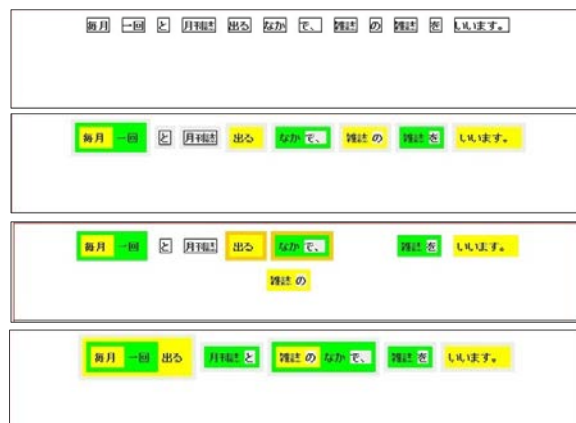 毎月 一回 と 月刊誌 出る なか で、 雑誌 の 雑誌 を いいます。
毎月 一回 と 月刊誌 出る なか で、 雑誌 の 雑誌 を いいます。
毎月 一回 と 月刊誌 出る なか で、 雑誌 を いいます。
雑誌 の
毎月 一回 出る 月刊誌 と 雑誌 の なか で、 雑誌 を いいます。